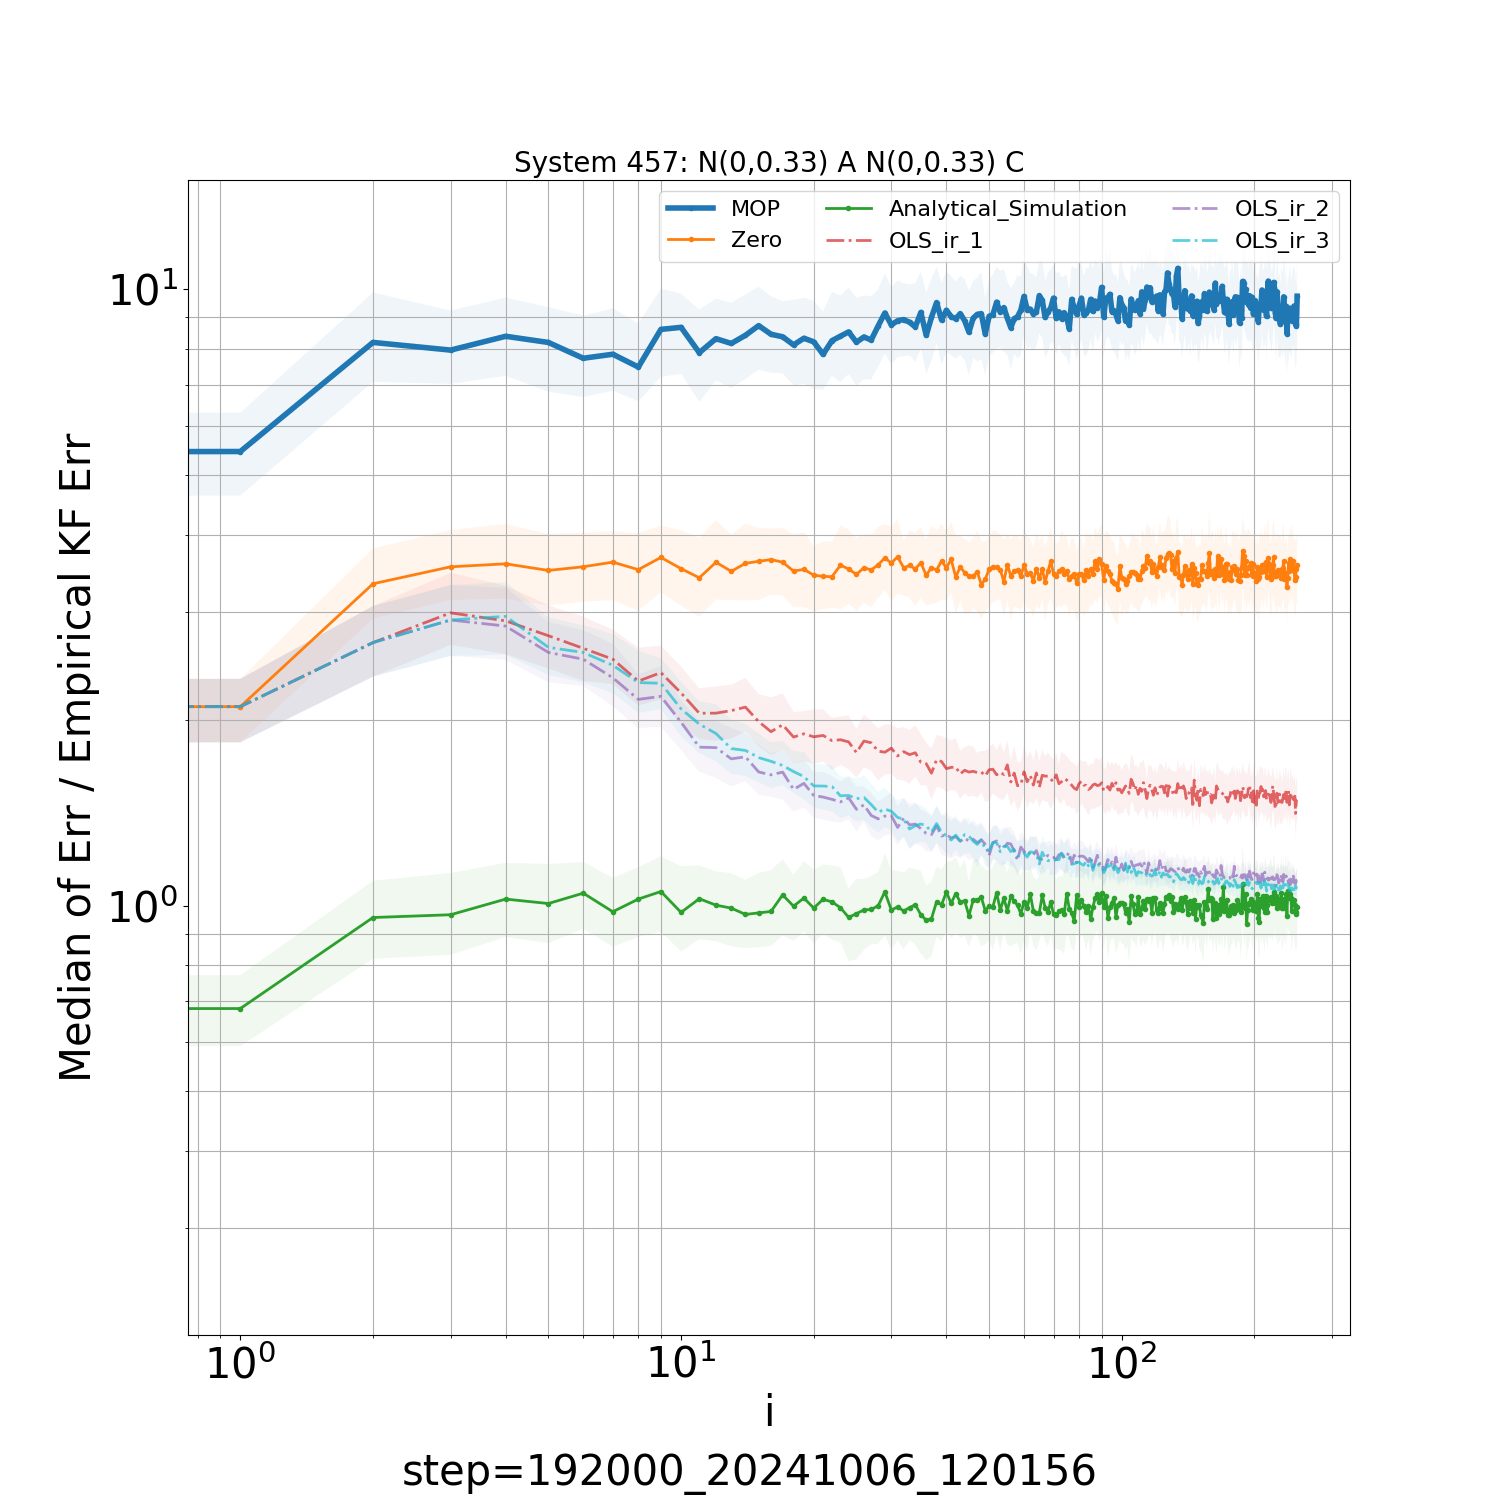 System 457: N(0,0.33) A N(0,0.33) C
MOP
Zero
Analytical_Simulation
OLS_ir_1
OLS_ir_2
OLS_ir_3
Median of Err / Empirical KF Err
10¹
10⁰
10⁰ 10¹ 10²
i
step=192000_20241006_120156